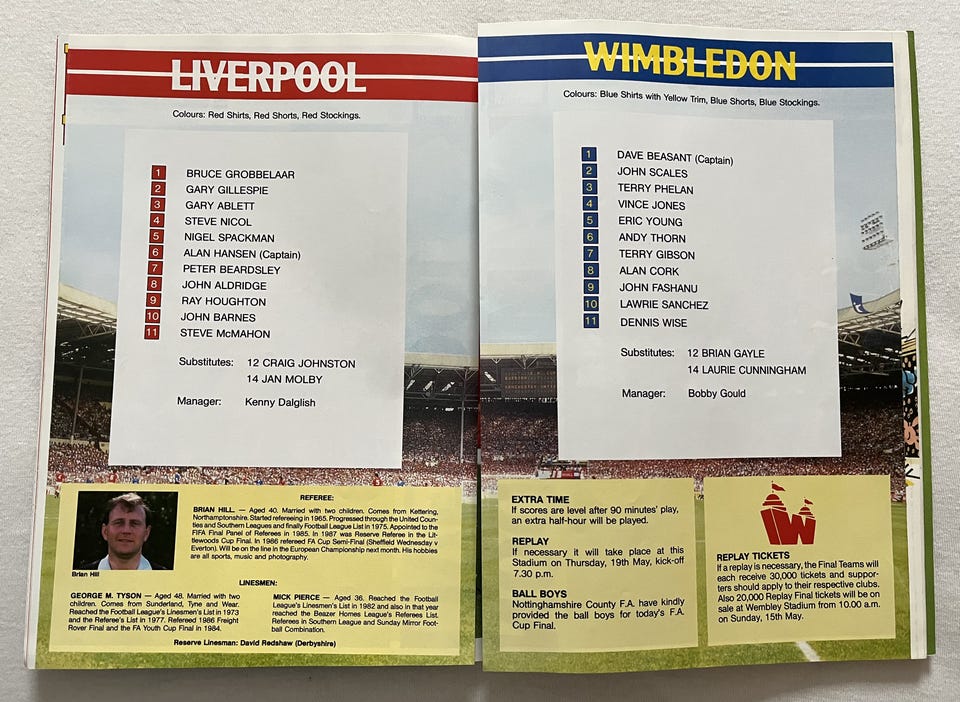 LIVERPOOL
Colours: Red Shirts, Red Shorts, Red Stockings.
1 BRUCE GROBBELAAR
2 GARY GILLESPIE
3 GARY ABLETT
4 STEVE NICOL
5 NIGEL SPACKMAN
6 ALAN HANSEN (Captain)
7 PETER BEARDSLEY
8 JOHN ALDRIDGE
9 RAY HOUGHTON
10 JOHN BARNES
11 STEVE McMAHON
Substitutes: 12 CRAIG JOHNSTON
14 JAN MOLBY
Manager: Kenny Dalglish
REFEREE:
BRIAN HILL. — Aged 40. Married with two children. Comes from Kettering,
Northamptonshire. Started refereeing in 1965. Progressed through the United Coun-
ties and Southern Leagues and finally Football League List in 1975. Appointed to the
FIFA Final Panel of Referees in 1985. In 1987 was Reserve Referee in the Lit-
tlewoods Cup Final. In 1986 refereed FA Cup Semi-Final (Sheffield Wednesday v
Everton). Will be on the line in the European Championship next month. His hobbies
are all sports, music and photography.
Brian Hill
LINESMEN:
GEORGE M. TYSON — Aged 48. Married with two
children. Comes from Sunderland, Tyne and Wear.
Reached the Football League's Linesmen's List in 1973
and the Referee's List in 1977. Refereed 1986 Freight
Rover Final and the FA Youth Cup Final in 1984.
MICK PIERCE — Aged 36. Reached the Football
League's Linesmen's List in 1982 and also in that year
reached the Beazer Homes League's Referees List.
Referees in Southern League and Sunday Mirror Foot-
ball Combination.
Reserve Linesman: David Redshaw (Derbyshire)
WIMBLEDON
Colours: Blue Shirts with Yellow Trim, Blue Shorts, Blue Stockings.
1 DAVE BEASANT (Captain)
2 JOHN SCALES
3 TERRY PHELAN
4 VINCE JONES
5 ERIC YOUNG
6 ANDY THORN
7 TERRY GIBSON
8 ALAN CORK
9 JOHN FASHANU
10 LAWRIE SANCHEZ
11 DENNIS WISE
Substitutes: 12 BRIAN GAYLE
14 LAURIE CUNNINGHAM
Manager: Bobby Gould
EXTRA TIME
If scores are level after 90 minutes' play,
an extra half-hour will be played.
REPLAY
If necessary it will take place at this
Stadium on Thursday, 19th May, kick-off
7.30 p.m.
BALL BOYS
Nottinghamshire County F.A. have kindly
provided the ball boys for today's F.A.
Cup Final.
W
REPLAY TICKETS
If a replay is necessary, the Final Teams will
each receive 30,000 tickets and suppor-
ters should apply to their respective clubs.
Also 20,000 Replay Final tickets will be on
sale at Wembley Stadium from 10.00 a.m.
on Sunday, 15th May.